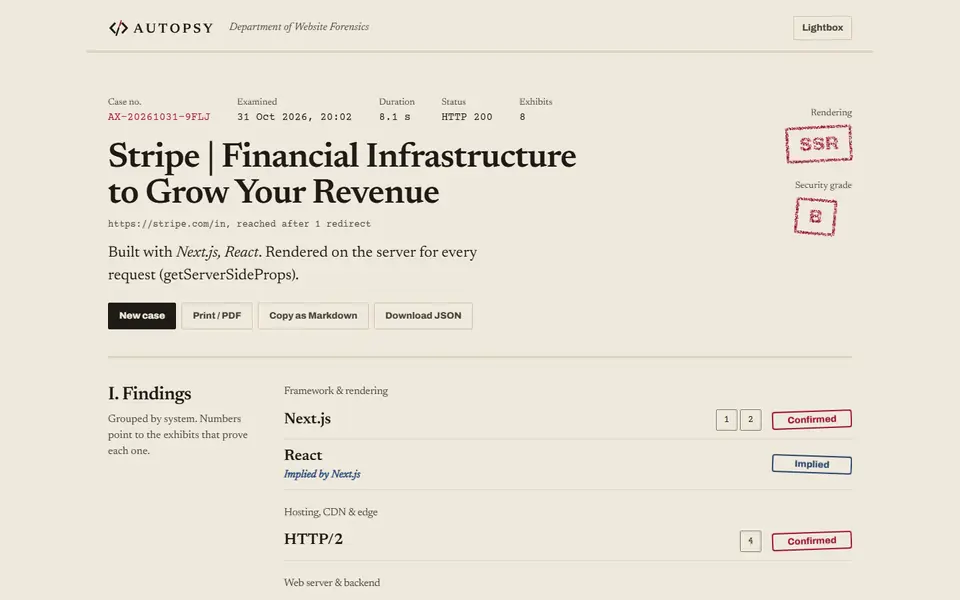 </> AUTOPSY Department of Website Forensics Lightbox
Case no. Examined Duration Status Exhibits
AX-20261031-9FLJ 31 Oct 2026, 20:02 8.1 s HTTP 200 8
Rendering
SSR
Security grade
B
Stripe | Financial Infrastructure
to Grow Your Revenue
https://stripe.com/in, reached after 1 redirect
Built with Next.js, React. Rendered on the server for every
request (getServerSideProps).
New case Print / PDF Copy as Markdown Download JSON
I. Findings
Grouped by system. Numbers
point to the exhibits that prove
each one.
Framework & rendering
Next.js 1 2 Confirmed
React
Implied by Next.js Implied
Hosting, CDN & edge
HTTP/2 4 Confirmed
Web server & backend